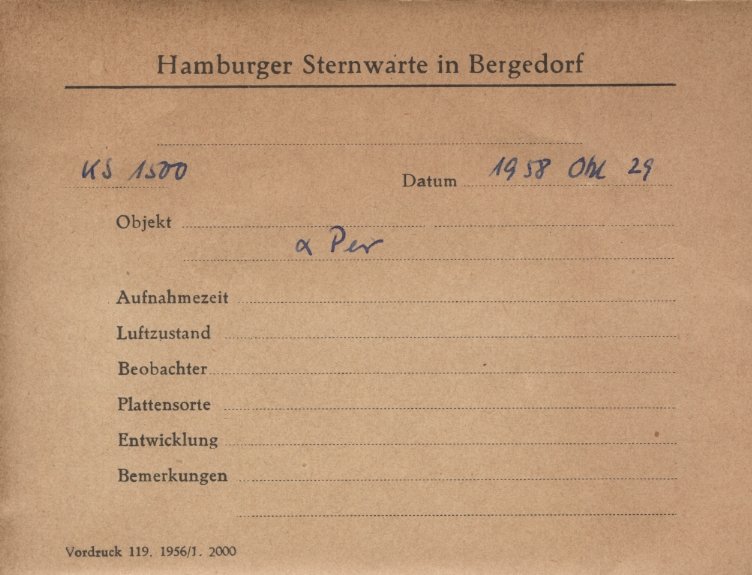 Hamburger Sternwarte in Bergedorf
KS 1500 Datum 1958 Okt 29
Objekt
α Per
Aufnahmezeit
Luftzustand
Beobachter
Plattensorte
Entwicklung
Bemerkungen
Vordruck 119. 1956/1. 2000